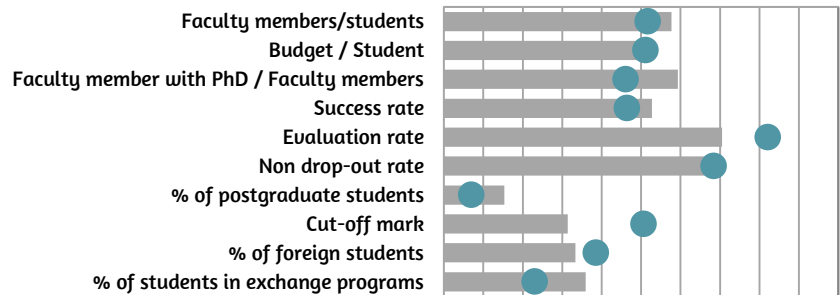 Faculty members/students
Budget / Student
Faculty member with PhD / Faculty members
Success rate
Evaluation rate
Non drop-out rate
% of postgraduate students
Cut-off mark
% of foreign students
% of students in exchange programs